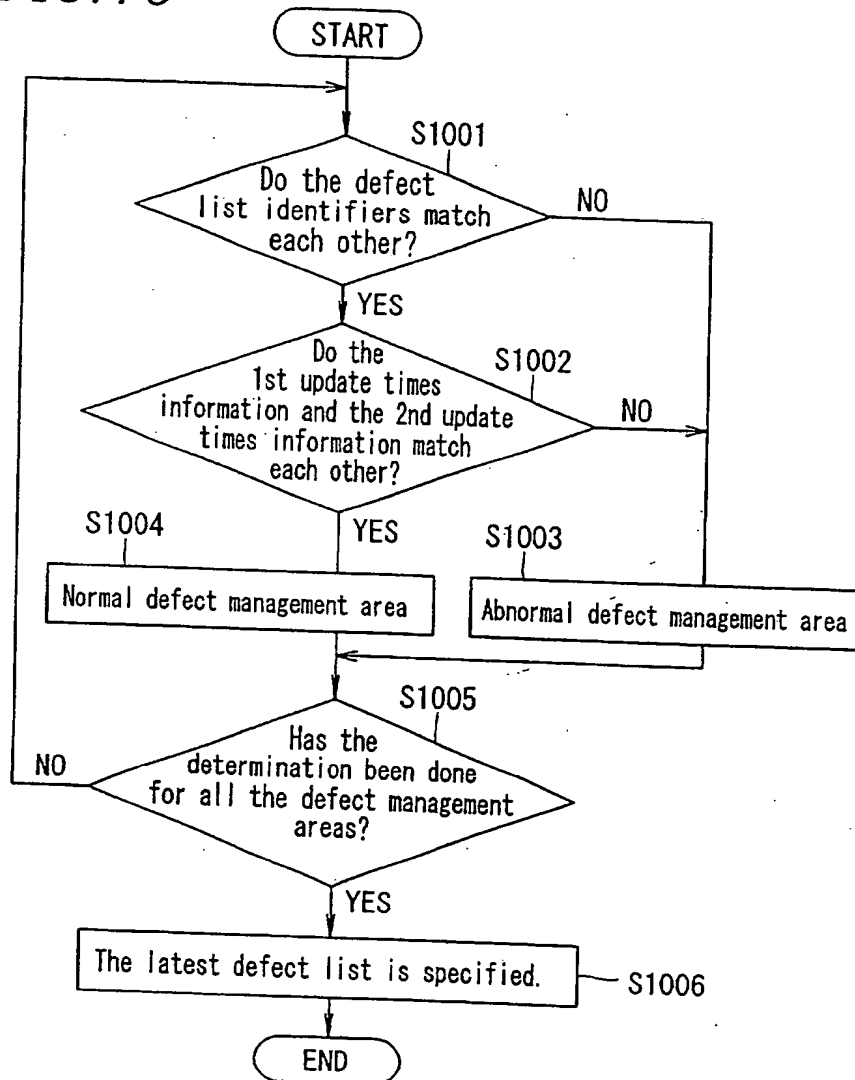 START
S1001
Do the defect
list identifiers match
each other?
NO
YES
S1002
Do the
1st update times
information and the 2nd update
times information match
each other?
NO
YES
S1004
Normal defect management area
S1003
Abnormal defect management area
S1005
Has the
determination been done
for all the defect management
areas?
NO
YES
The latest defect list is specified.
S1006
END